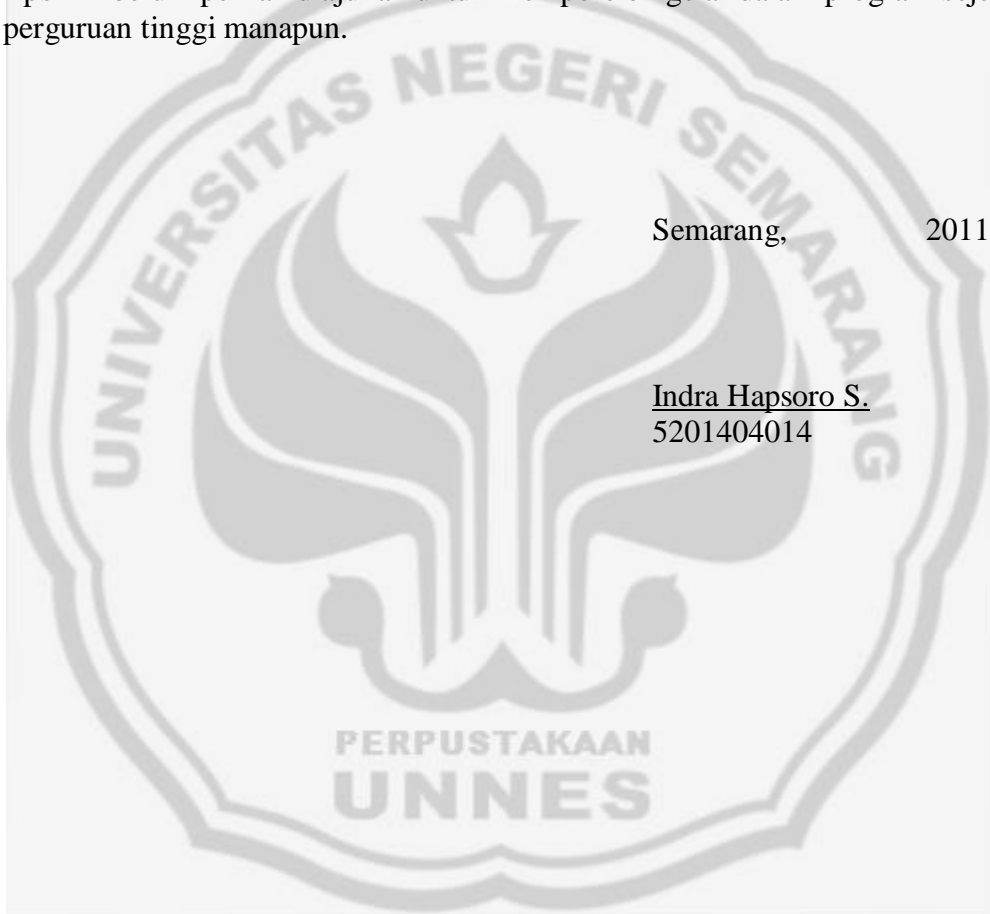 perguruan tinggi manapun.
UNIVERSITAS NEGERI SEMARANG
Semarang, 2011
Indra Hapsoro S.
5201404014
PERPUSTAKAAN
UNNES